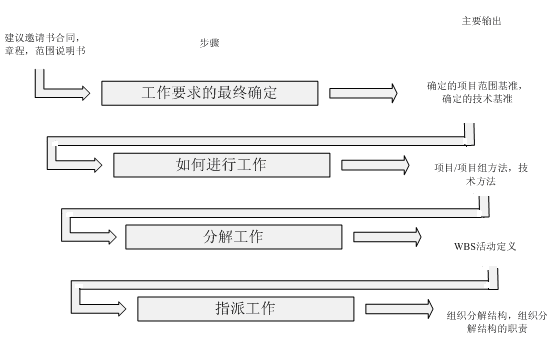 主要输出
建议邀请书合同，
章程，范围说明书
步骤
工作要求的最终确定
确定的项目范围基准，
确定的技术基准
如何进行工作
项目/项目组方法，技
术方法
分解工作
WBS活动定义
指派工作
组织分解结构，组织分
解结构的职责